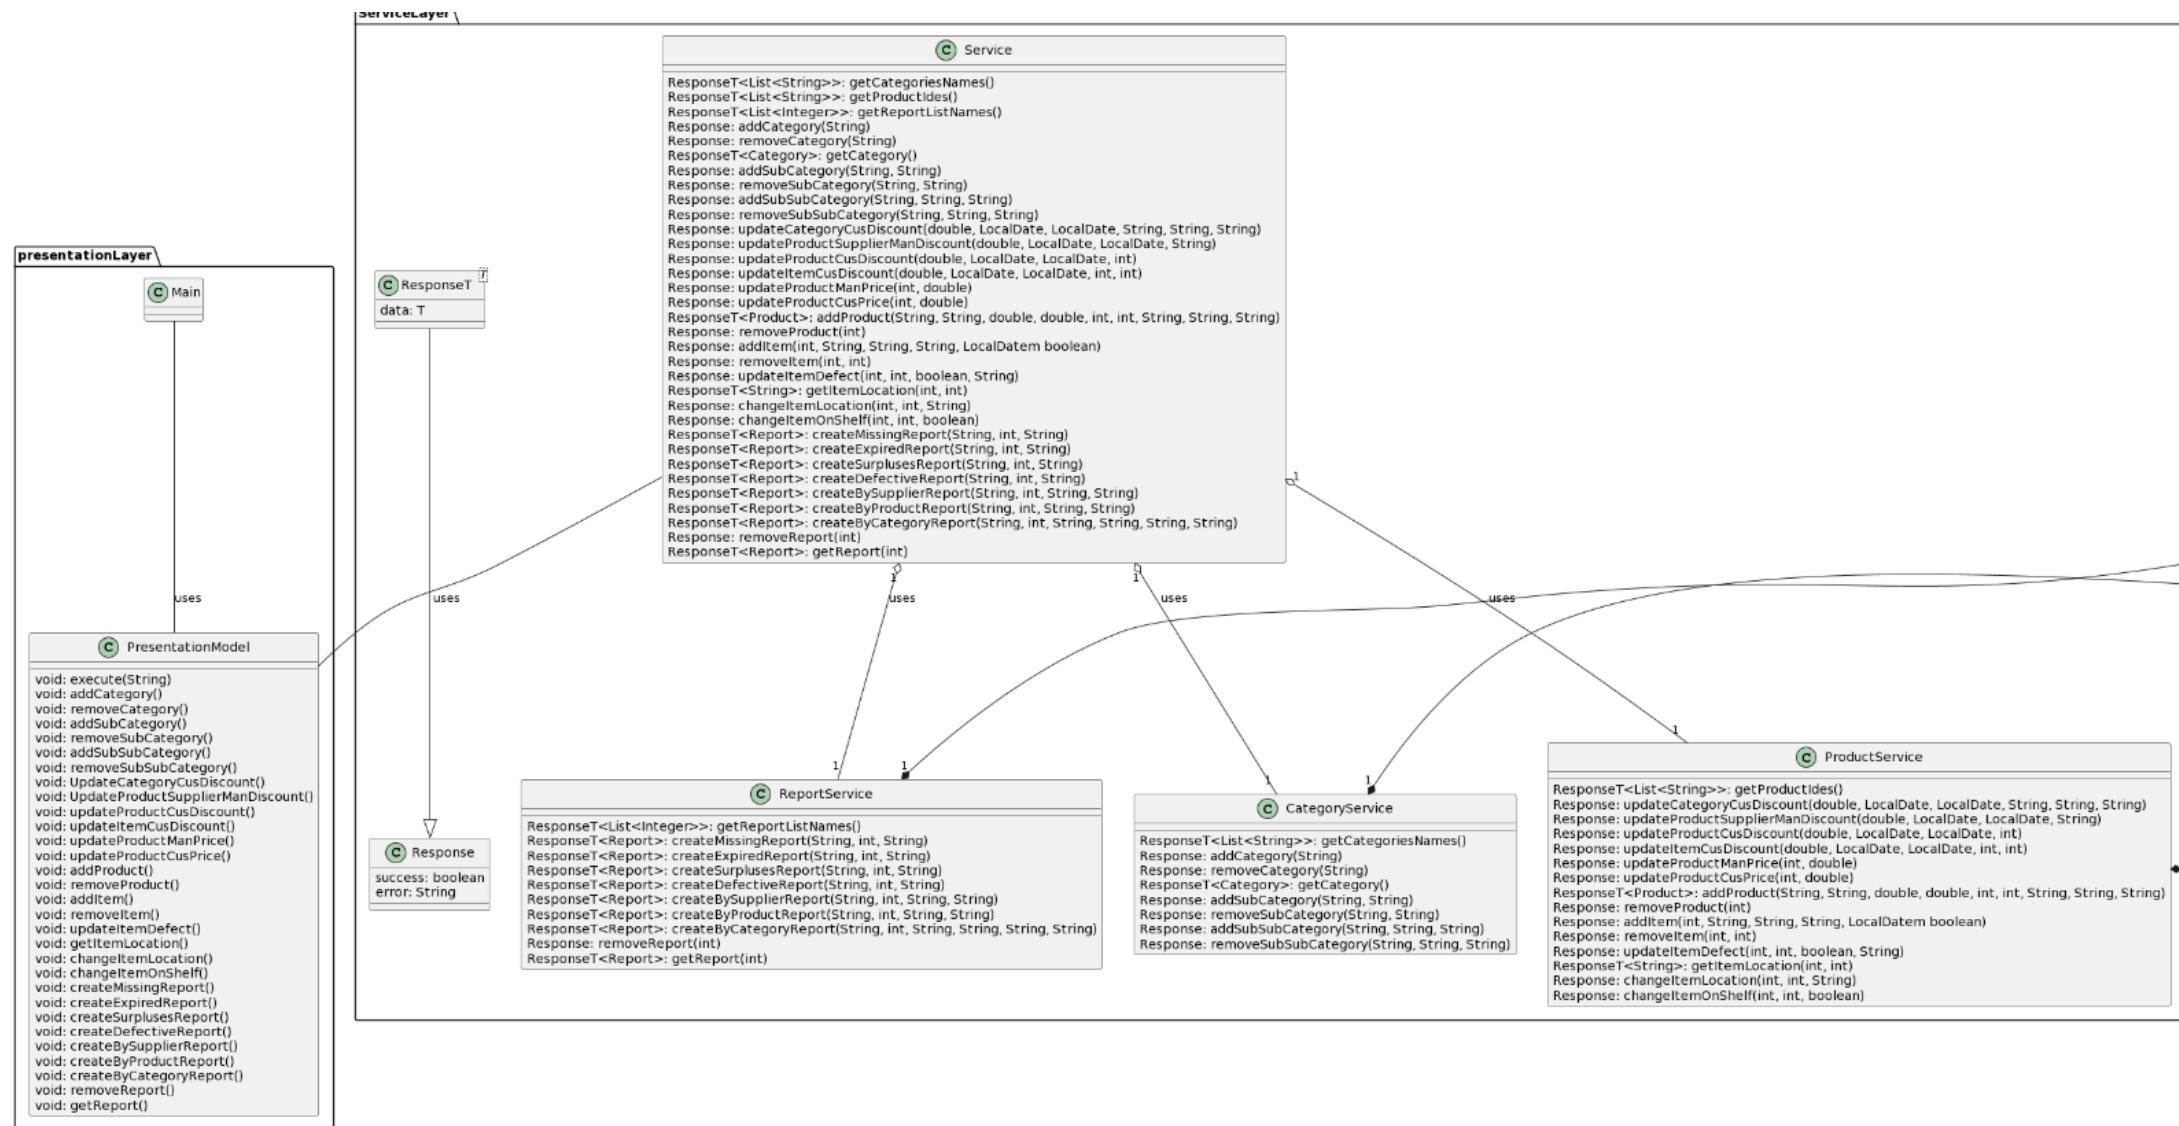 ServiceLayer
Service
ResponseT<List<String>>: getCategoriesNames()
ResponseT<List<String>>: getProductIdes()
ResponseT<List<Integer>>: getReportListNames()
Response: addCategory(String)
Response: removeCategory(String)
ResponseT<Category>: getCategory()
Response: addSubCategory(String, String)
Response: removeSubCategory(String, String)
Response: addSubSubCategory(String, String, String)
Response: removeSubSubCategory(String, String, String)
Response: updateCategoryCusDiscount(double, LocalDate, LocalDate, String, String, String)
Response: updateProductSupplierManDiscount(double, LocalDate, LocalDate, String)
Response: updateProductCusDiscount(double, LocalDate, LocalDate, int)
Response: updateItemCusDiscount(double, LocalDate, LocalDate, int, int)
Response: updateProductManPrice(int, double)
Response: updateProductCusPrice(int, double)
ResponseT<Product>: addProduct(String, String, double, double, int, int, String, String, String)
Response: removeProduct(int)
Response: addItem(int, String, String, String, LocalDatem boolean)
Response: removeItem(int, int)
Response: updateItemDefect(int, int, boolean, String)
ResponseT<String>: getItemLocation(int, int)
Response: changeItemLocation(int, int, String)
Response: changeItemOnShelf(int, int, boolean)
ResponseT<Report>: createMissingReport(String, int, String)
ResponseT<Report>: createExpiredReport(String, int, String)
ResponseT<Report>: createSurplusesReport(String, int, String)
ResponseT<Report>: createDefectiveReport(String, int, String)
ResponseT<Report>: createBySupplierReport(String, int, String, String)
ResponseT<Report>: createByProductReport(String, int, String, String)
ResponseT<Report>: createByCategoryReport(String, int, String, String, String, String)
Response: removeReport(int)
ResponseT<Report>: getReport(int)
presentationLayer
Main
ResponseT
T
data: T
1
1
1
uses
uses
uses
uses
uses
PresentationModel
void: execute(String)
void: addCategory()
void: removeCategory()
void: addSubCategory()
void: removeSubCategory()
void: addSubSubCategory()
void: removeSubSubCategory()
void: UpdateCategoryCusDiscount()
void: UpdateProductSupplierManDiscount()
void: updateProductCusDiscount()
void: updateItemCusDiscount()
void: updateProductManPrice()
void: updateProductCusPrice()
void: addProduct()
void: removeProduct()
void: addItem()
void: removeItem()
void: updateItemDefect()
void: getItemLocation()
void: changeItemLocation()
void: changeItemOnShelf()
void: createMissingReport()
void: createExpiredReport()
void: createSurplusesReport()
void: createDefectiveReport()
void: createBySupplierReport()
void: createByProductReport()
void: createByCategoryReport()
void: removeReport()
void: getReport()
Response
success: boolean
error: String
1
1
ReportService
ResponseT<List<Integer>>: getReportListNames()
ResponseT<Report>: createMissingReport(String, int, String)
ResponseT<Report>: createExpiredReport(String, int, String)
ResponseT<Report>: createSurplusesReport(String, int, String)
ResponseT<Report>: createDefectiveReport(String, int, String)
ResponseT<Report>: createBySupplierReport(String, int, String, String)
ResponseT<Report>: createByProductReport(String, int, String, String)
ResponseT<Report>: createByCategoryReport(String, int, String, String, String, String)
Response: removeReport(int)
ResponseT<Report>: getReport(int)
1
1
CategoryService
ResponseT<List<String>>: getCategoriesNames()
Response: addCategory(String)
Response: removeCategory(String)
ResponseT<Category>: getCategory()
Response: addSubCategory(String, String)
Response: removeSubCategory(String, String)
Response: addSubSubCategory(String, String, String)
Response: removeSubSubCategory(String, String, String)
1
ProductService
ResponseT<List<String>>: getProductIdes()
Response: updateCategoryCusDiscount(double, LocalDate, LocalDate, String, String, String)
Response: updateProductSupplierManDiscount(double, LocalDate, LocalDate, String)
Response: updateProductCusDiscount(double, LocalDate, LocalDate, int)
Response: updateItemCusDiscount(double, LocalDate, LocalDate, int, int)
Response: updateProductManPrice(int, double)
Response: updateProductCusPrice(int, double)
ResponseT<Product>: addProduct(String, String, double, double, int, int, String, String, String)
Response: removeProduct(int)
Response: addItem(int, String, String, String, LocalDatem boolean)
Response: removeItem(int, int)
Response: updateItemDefect(int, int, boolean, String)
ResponseT<String>: getItemLocation(int, int)
Response: changeItemLocation(int, int, String)
Response: changeItemOnShelf(int, int, boolean)